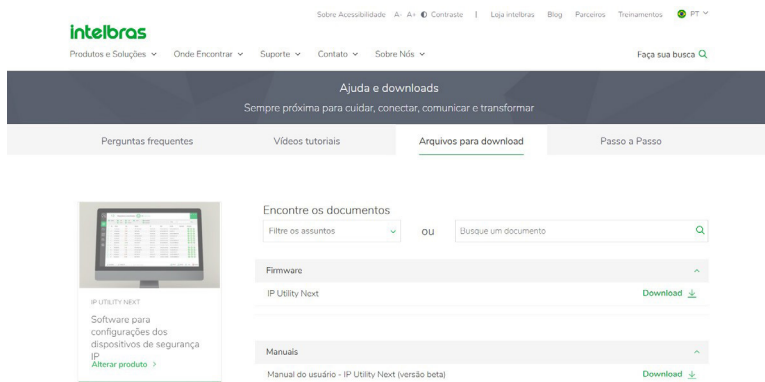 Sobre Acessibilidade A- A+ Contraste | Loja intelbras Blog Parceiros Treinamentos PT
intelbras
Produtos e Soluções Onde Encontrar Suporte Contato Sobre Nós Faça sua busca
Ajuda e downloads
Sempre próxima para cuidar, conectar, comunicar e transformar
Perguntas frequentes Vídeos tutoriais Arquivos para download Passo a Passo
Encontre os documentos
Filtre os assuntos ou Busque um documento
Firmware
IP Utility Next Download
IP UTILITY NEXT
Software para
configurações dos
dispositivos de segurança
IP
Alterar produto >
Manuais
Manual do usuário - IP Utility Next (versão beta) Download